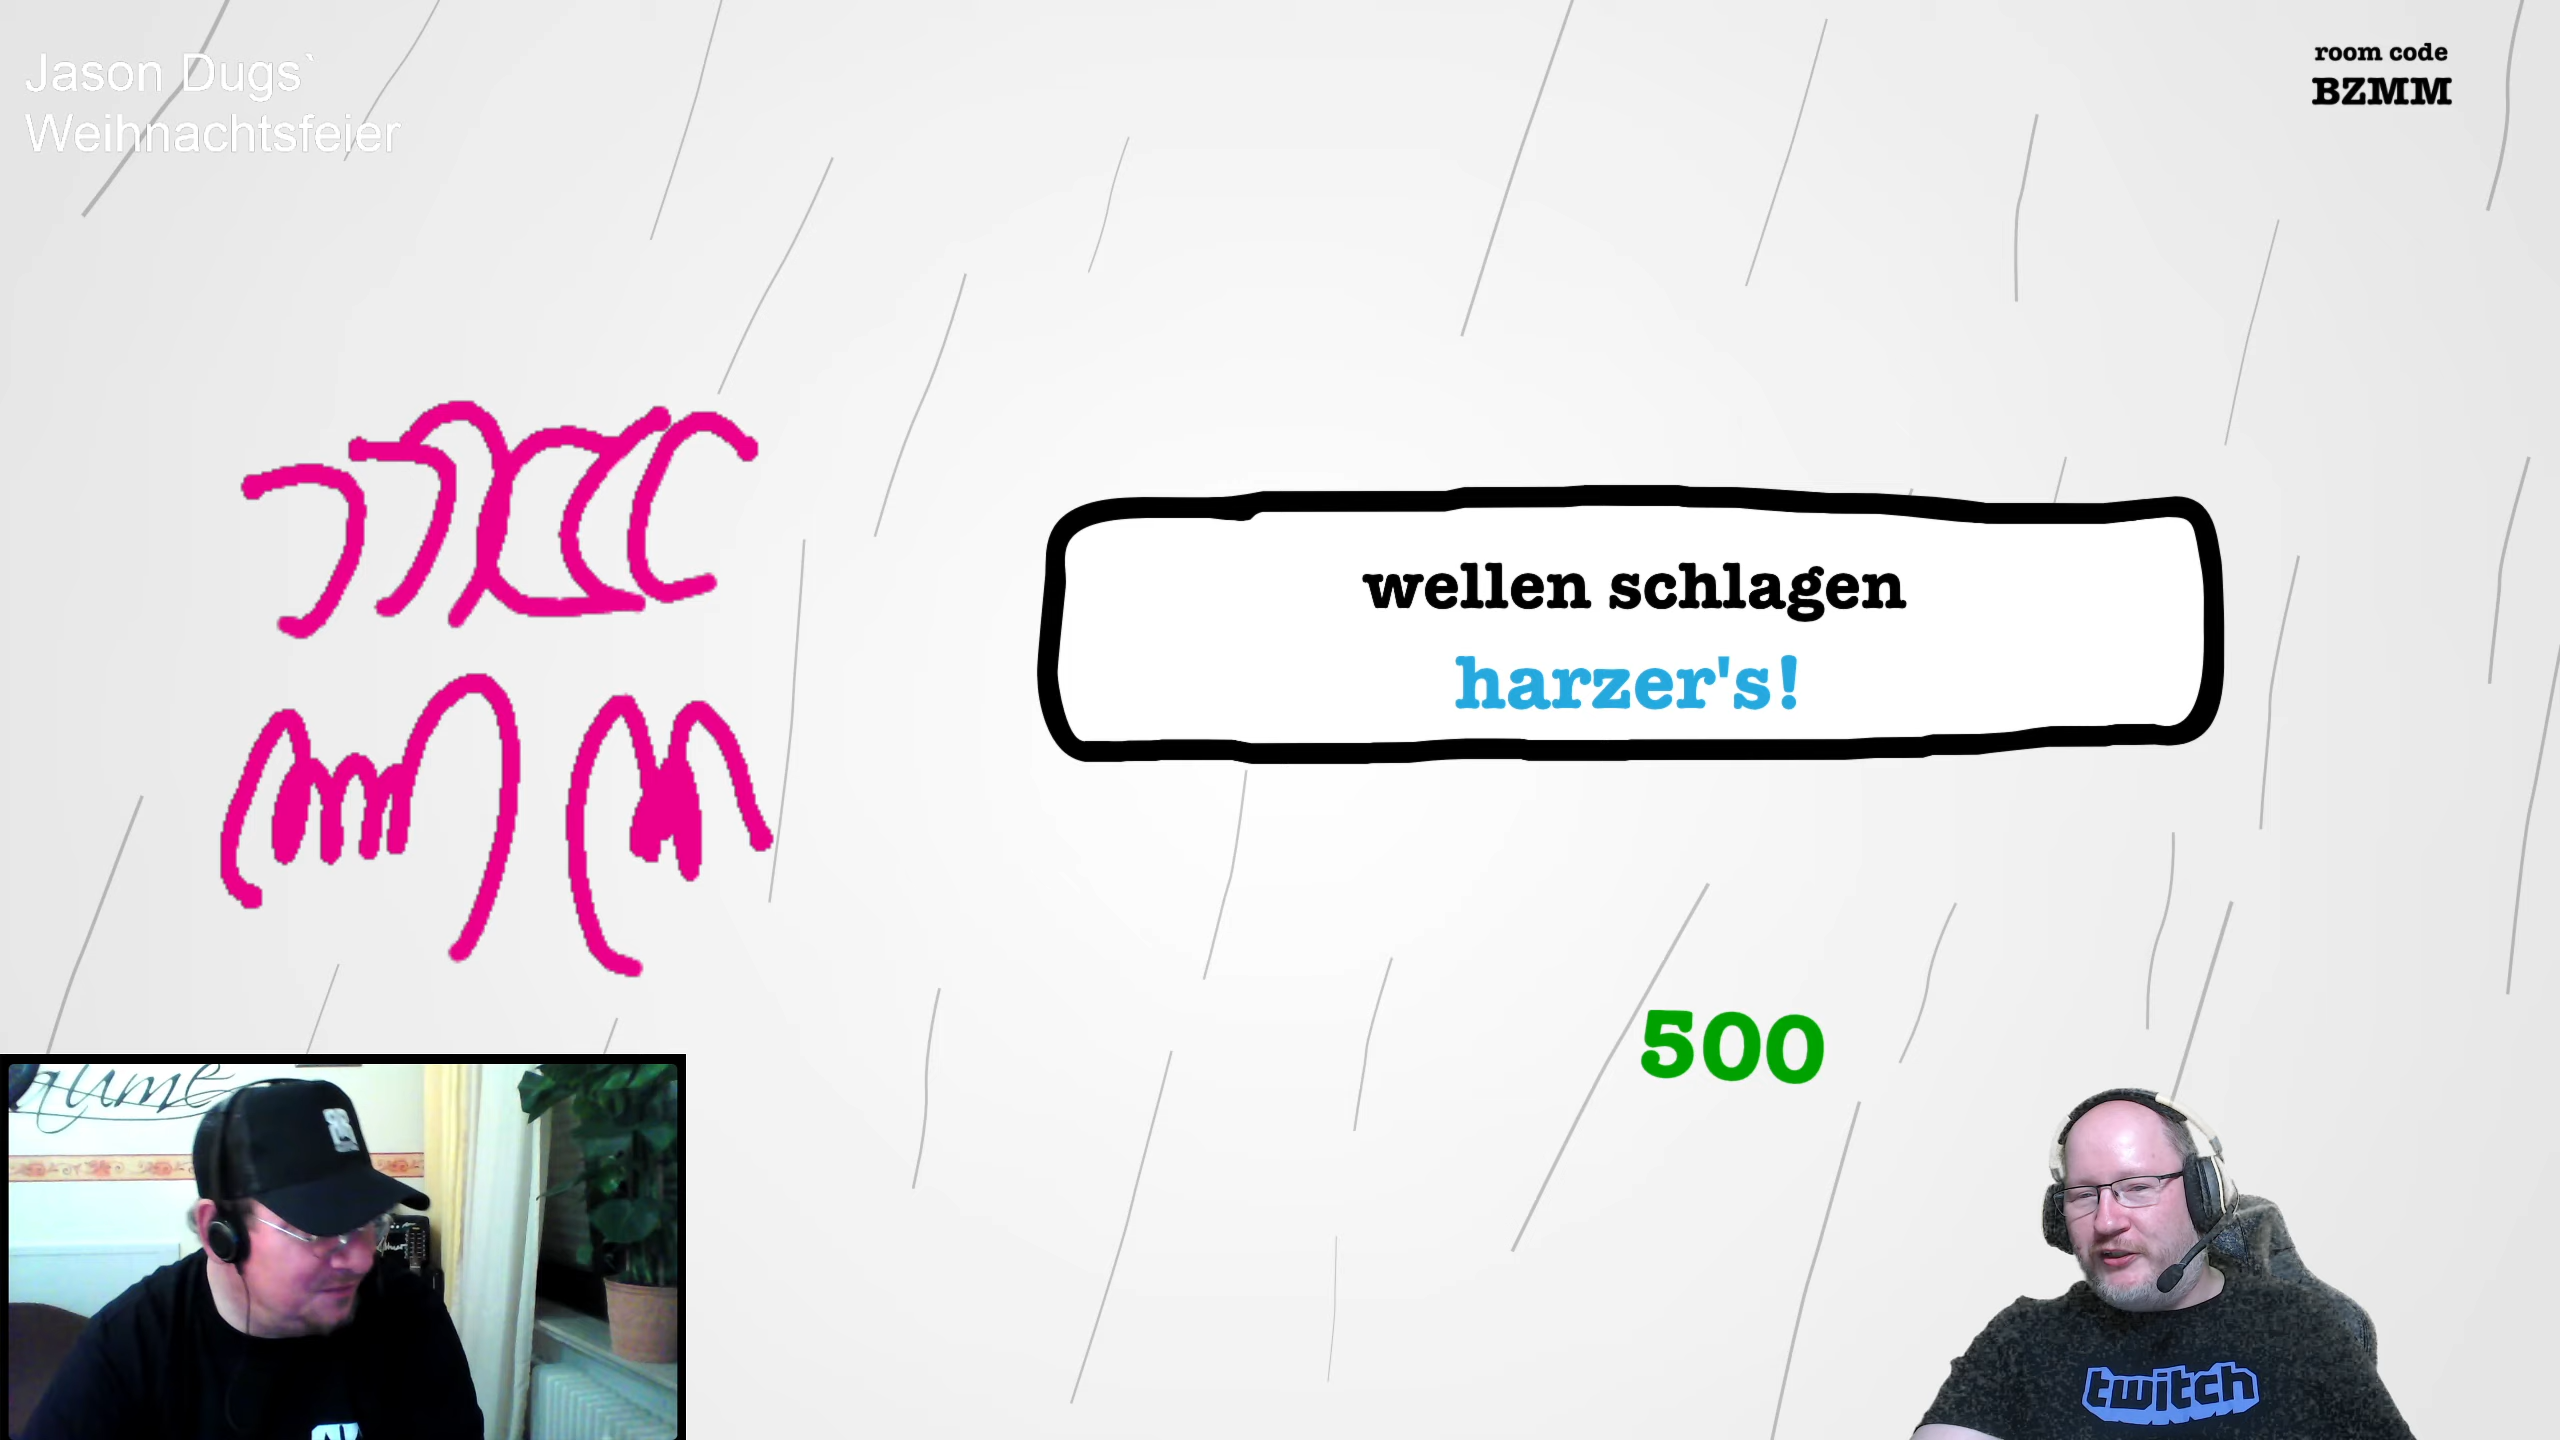 Jason Dugs`
Weihnachtsfeier
room code
BZMM
wellen schlagen
harzer's!
500
twitch